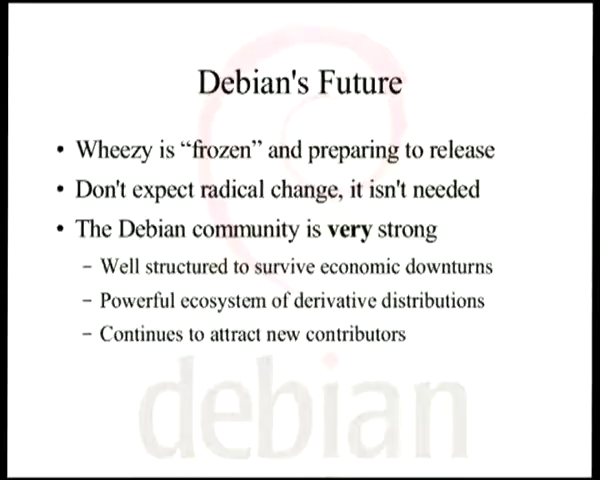 Debian's Future
• Wheezy is “frozen” and preparing to release
• Don't expect radical change, it isn't needed
• The Debian community is very strong
– Well structured to survive economic downturns
– Powerful ecosystem of derivative distributions
– Continues to attract new contributors
debian